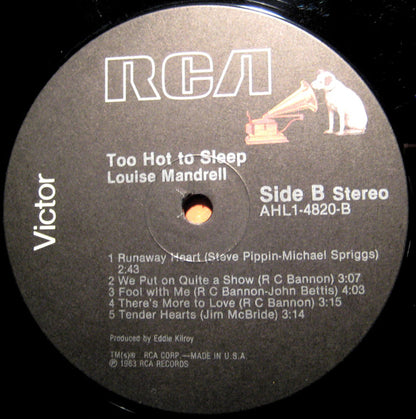 RCA
Victor
Too Hot to Sleep
Louise Mandrell
Side B Stereo
AHL1-4820-B
1 Runaway Heart (Steve Pippin-Michael Spriggs)
2:43
2 We Put on Quite a Show (R C Bannon) 3:07
3 Fool with Me (R C Bannon-John Bettis) 4:03
4 There's More to Love (R C Bannon) 3:15
5 Tender Hearts (Jim McBride) 3:14
Produced by Eddie Kilroy
TM(s)® RCA CORP.—MADE IN U.S.A.
℗ 1983 RCA RECORDS